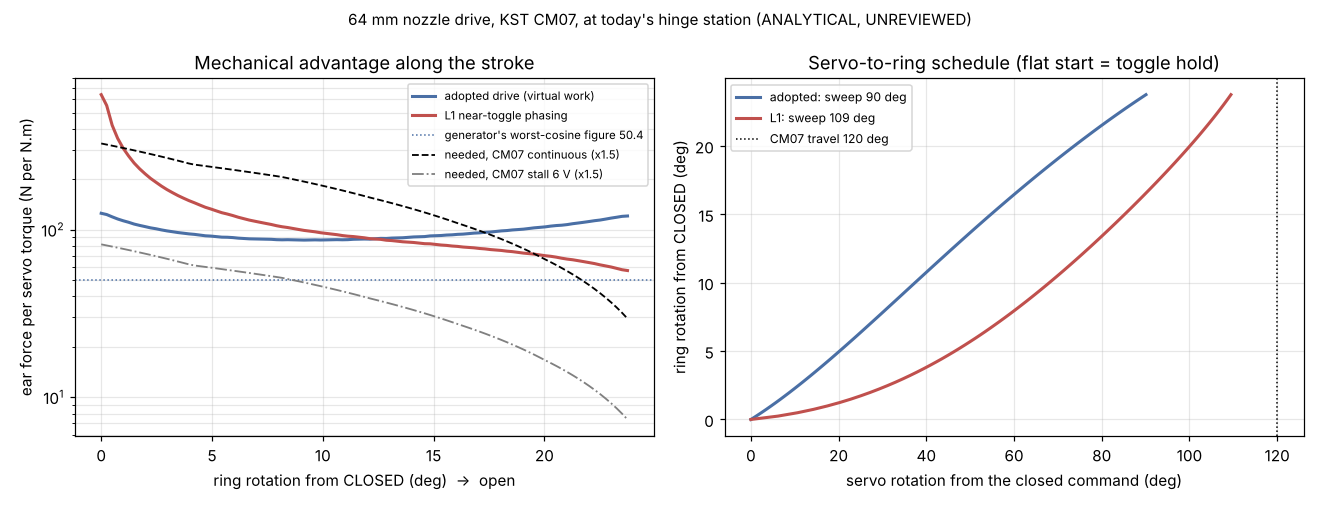 64 mm nozzle drive, KST CM07, at today's hinge station (ANALYTICAL, UNREVIEWED)
Mechanical advantage along the stroke
ear force per servo torque (N per N.m)
10²
10¹
adopted drive (virtual work)
L1 near-toggle phasing
generator's worst-cosine figure 50.4
needed, CM07 continuous (x1.5)
needed, CM07 stall 6 V (x1.5)
0 5 10 15 20
ring rotation from CLOSED (deg) → open
Servo-to-ring schedule (flat start = toggle hold)
ring rotation from CLOSED (deg)
20
15
10
5
0
adopted: sweep 90 deg
L1: sweep 109 deg
CM07 travel 120 deg
0 20 40 60 80 100 120
servo rotation from the closed command (deg)